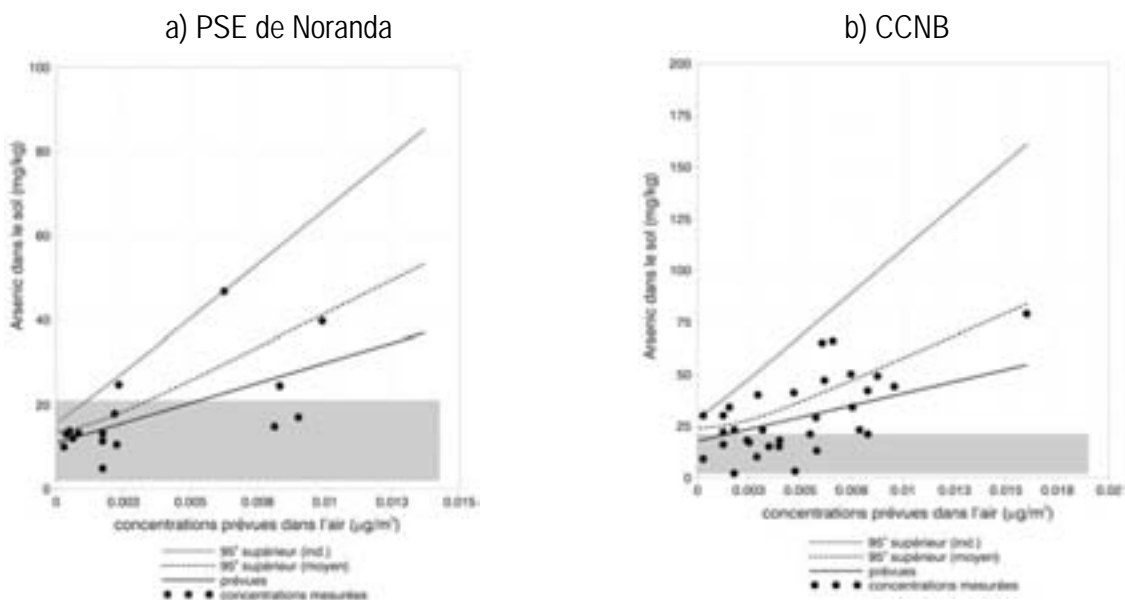 a) PSE de Noranda
100
80
60
40
20
0
Arsenic dans le sol (mg/kg)
0 0.003 0.005 0.008 0.01 0.013 0.015
concentrations prévues dans l'air (µg/m³)
95e supérieur (ind.)
95e supérieur (moyen)
prévues
concentrations mesurées
b) CCNB
200
175
150
125
100
75
50
25
0
Arsenic dans le sol (mg/kg)
0 0.003 0.005 0.008 0.01 0.013 0.015 0.018 0.02
concentrations prévues dans l'air (µg/m³)
95e supérieur (ind.)
95e supérieur (moyen)
prévues
concentrations mesurées